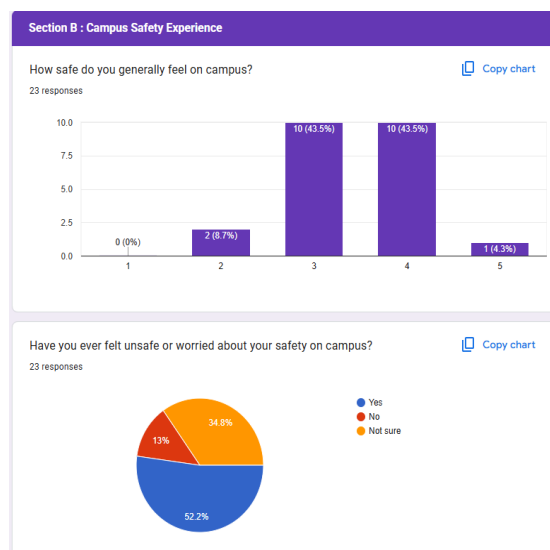 Section B : Campus Safety Experience
How safe do you generally feel on campus?
Copy chart
23 responses
10.0
7.5
5.0
2.5
0.0
0 (0%)
2 (8.7%)
10 (43.5%)
10 (43.5%)
1 (4.3%)
1
2
3
4
5
Have you ever felt unsafe or worried about your safety on campus?
Copy chart
23 responses
34.8%
13%
52.2%
Yes
No
Not sure